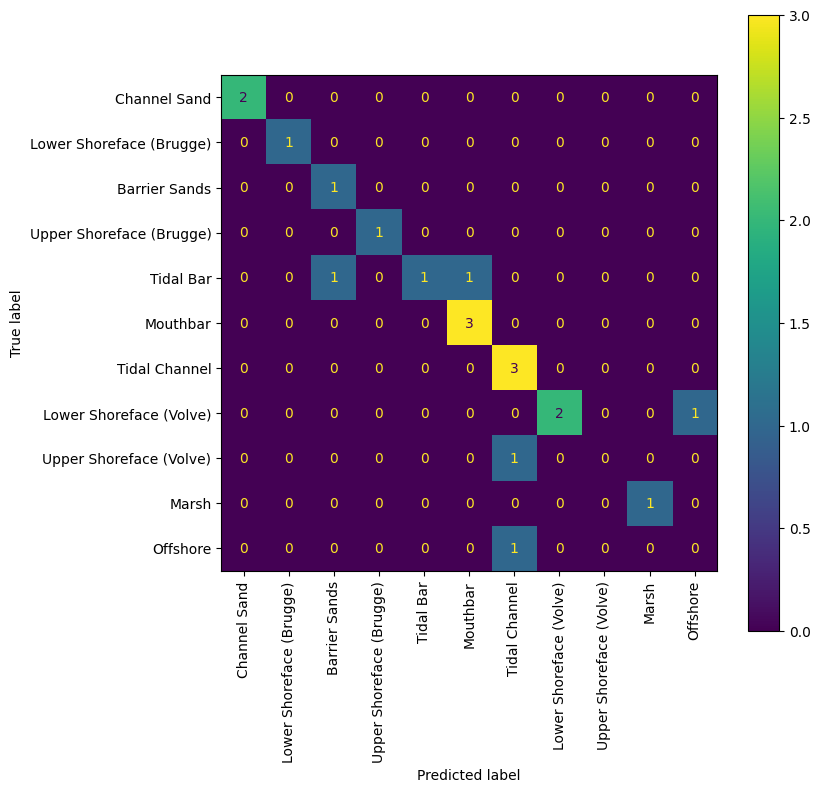 3.0
Channel Sand 2 0 0 0 0 0 0 0 0 0 0
Lower Shoreface (Brugge) 0 1 0 0 0 0 0 0 0 0 0
2.5
Barrier Sands 0 0 1 0 0 0 0 0 0 0 0
Upper Shoreface (Brugge) 0 0 0 1 0 0 0 0 0 0 0
2.0
Tidal Bar 0 0 1 0 1 1 0 0 0 0 0
Mouthbar 0 0 0 0 0 3 0 0 0 0 0
1.5
True label
Tidal Channel 0 0 0 0 0 0 3 0 0 0 0
Lower Shoreface (Volve) 0 0 0 0 0 0 0 2 0 0 1
1.0
Upper Shoreface (Volve) 0 0 0 0 0 0 1 0 0 0 0
Marsh 0 0 0 0 0 0 0 0 0 1 0
0.5
Offshore 0 0 0 0 0 0 1 0 0 0 0
0.0
Channel Sand
Lower Shoreface (Brugge)
Barrier Sands
Upper Shoreface (Brugge)
Tidal Bar
Mouthbar
Tidal Channel
Lower Shoreface (Volve)
Upper Shoreface (Volve)
Marsh
Offshore
Predicted label